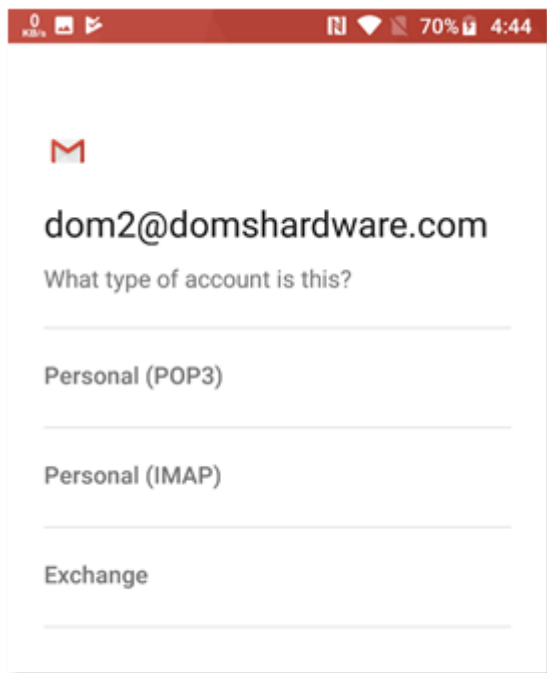 0 KB/s 70% 4:44
dom2@domshardware.com
What type of account is this?
Personal (POP3)
Personal (IMAP)
Exchange